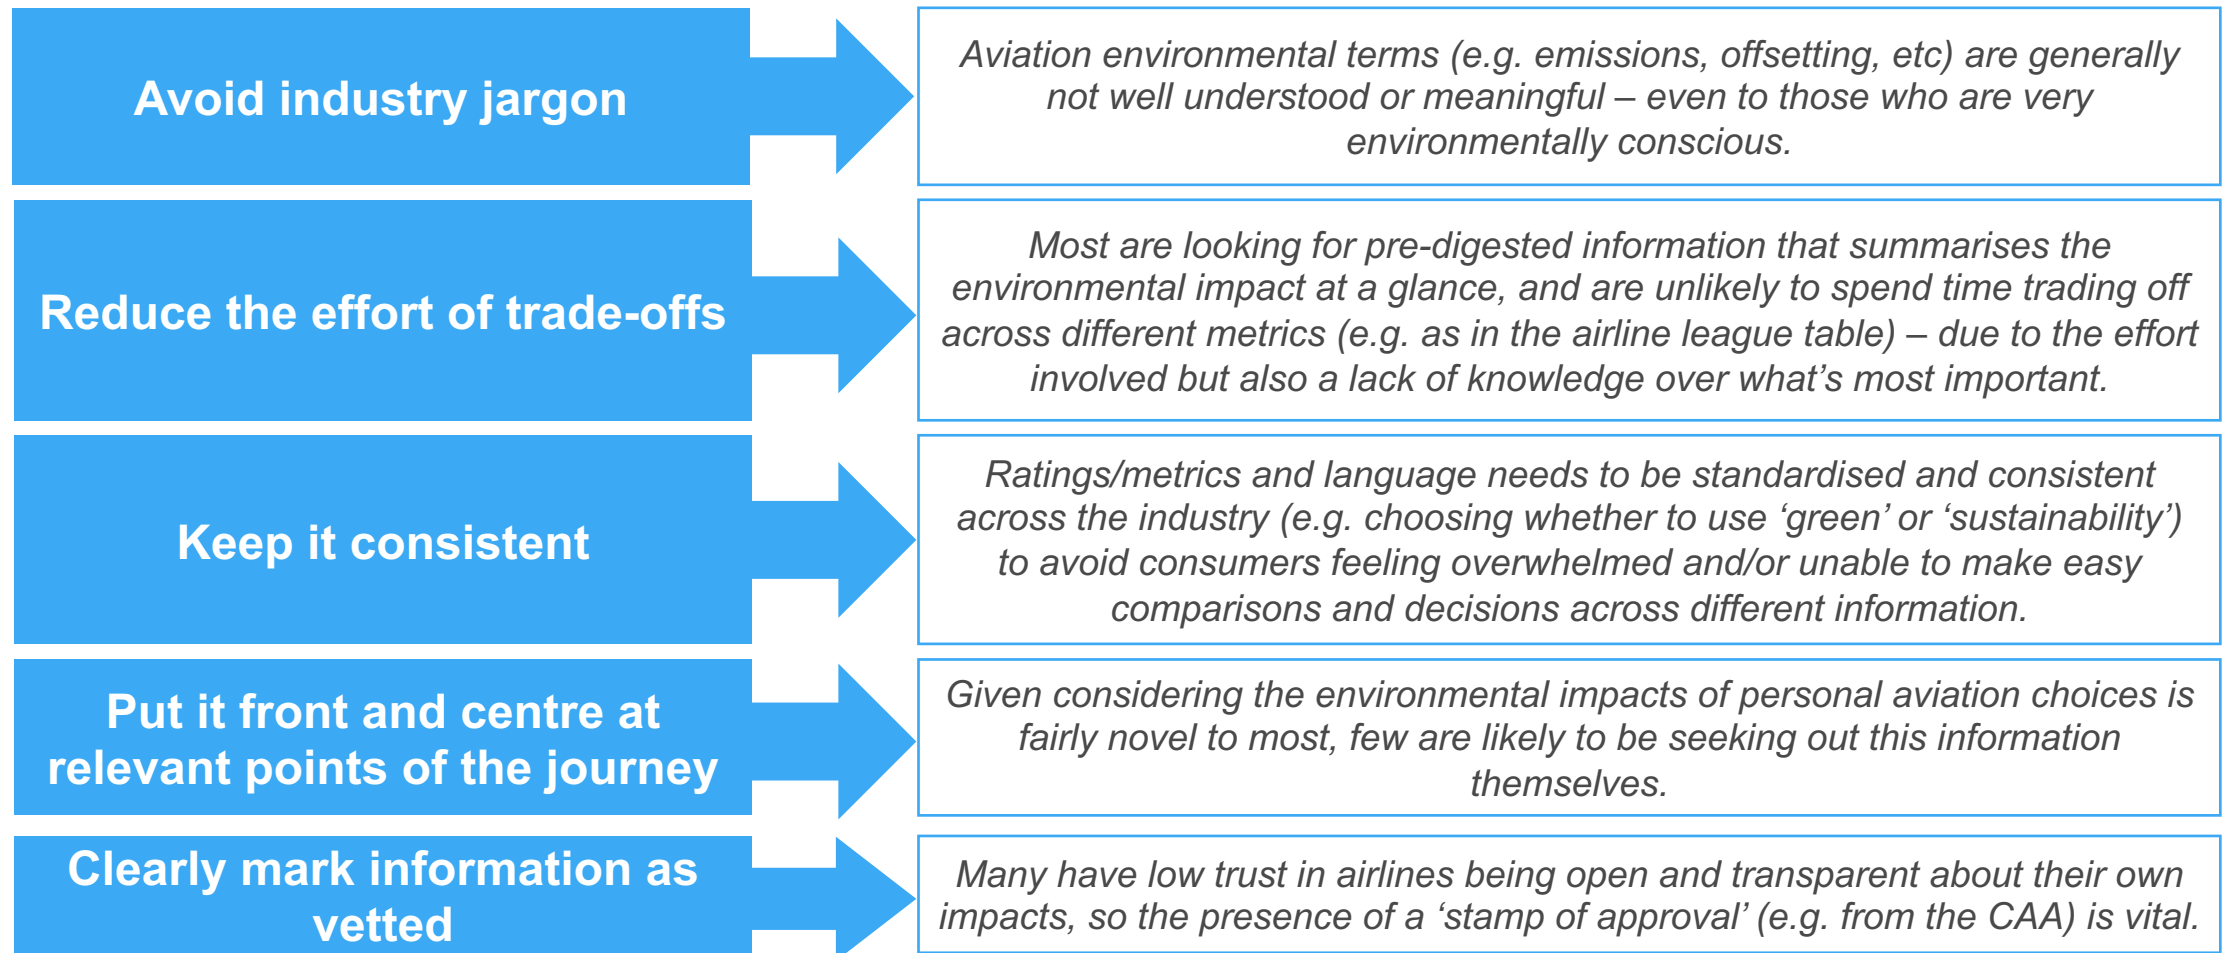 Avoid industry jargon
Aviation environmental terms (e.g. emissions, offsetting, etc) are generally
not well understood or meaningful – even to those who are very
environmentally conscious.
Reduce the effort of trade-offs
Most are looking for pre-digested information that summarises the
environmental impact at a glance, and are unlikely to spend time trading off
across different metrics (e.g. as in the airline league table) – due to the effort
involved but also a lack of knowledge over what’s most important.
Keep it consistent
Ratings/metrics and language needs to be standardised and consistent
across the industry (e.g. choosing whether to use ‘green’ or ‘sustainability’)
to avoid consumers feeling overwhelmed and/or unable to make easy
comparisons and decisions across different information.
Put it front and centre at
relevant points of the journey
Given considering the environmental impacts of personal aviation choices is
fairly novel to most, few are likely to be seeking out this information
themselves.
Clearly mark information as
vetted
Many have low trust in airlines being open and transparent about their own
impacts, so the presence of a ‘stamp of approval’ (e.g. from the CAA) is vital.